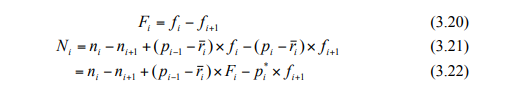 F_i = f_i − f_{i+1} (3.20)
N_i = n_i − n_{i+1} + (p_{i−1} − r̄_i) × f_i − (p_i − r̄_i) × f_{i+1} (3.21)
= n_i − n_{i+1} + (p_{i−1} − r̄_i) × F_i − p_i^* × f_{i+1} (3.22)